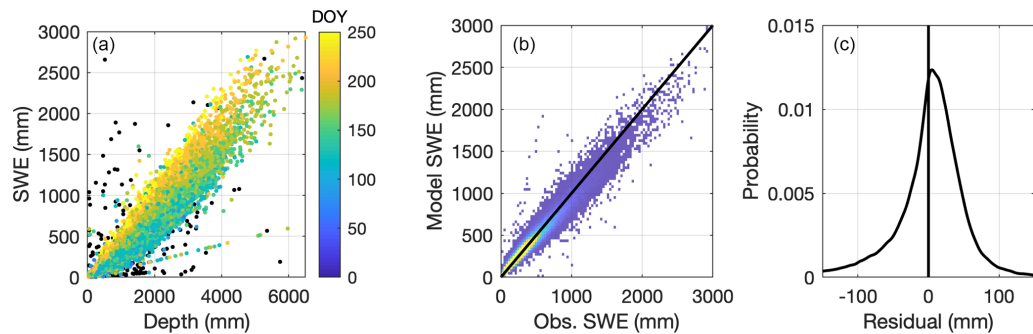 DOY
(a)
3000
2500
2000
1500
1000
500
0
SWE (mm)
0 2000 4000 6000
Depth (mm)
250
200
150
100
50
0
(b)
3000
2500
2000
1500
1000
500
0
Model SWE (mm)
0 1000 2000 3000
Obs. SWE (mm)
(c)
0.015
0.01
0.005
0
Probability
-100 0 100
Residual (mm)